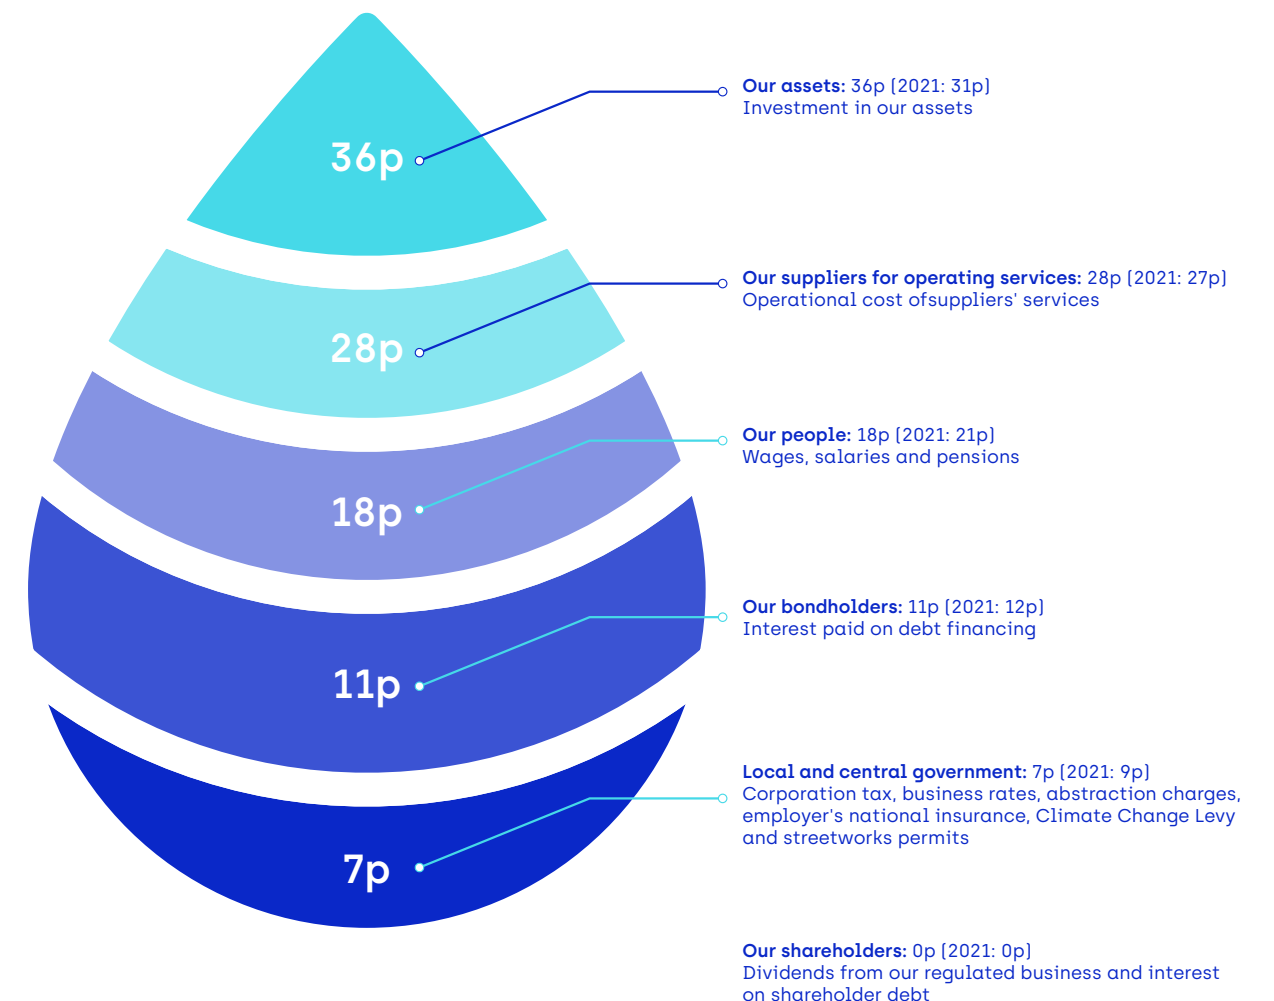 36p
Our assets: 36p (2021: 31p)
Investment in our assets
28p
Our suppliers for operating services: 28p (2021: 27p)
Operational cost ofsuppliers' services
18p
Our people: 18p (2021: 21p)
Wages, salaries and pensions
11p
Our bondholders: 11p (2021: 12p)
Interest paid on debt financing
7p
Local and central government: 7p (2021: 9p)
Corporation tax, business rates, abstraction charges,
employer's national insurance, Climate Change Levy
and streetworks permits
Our shareholders: 0p (2021: 0p)
Dividends from our regulated business and interest
on shareholder debt